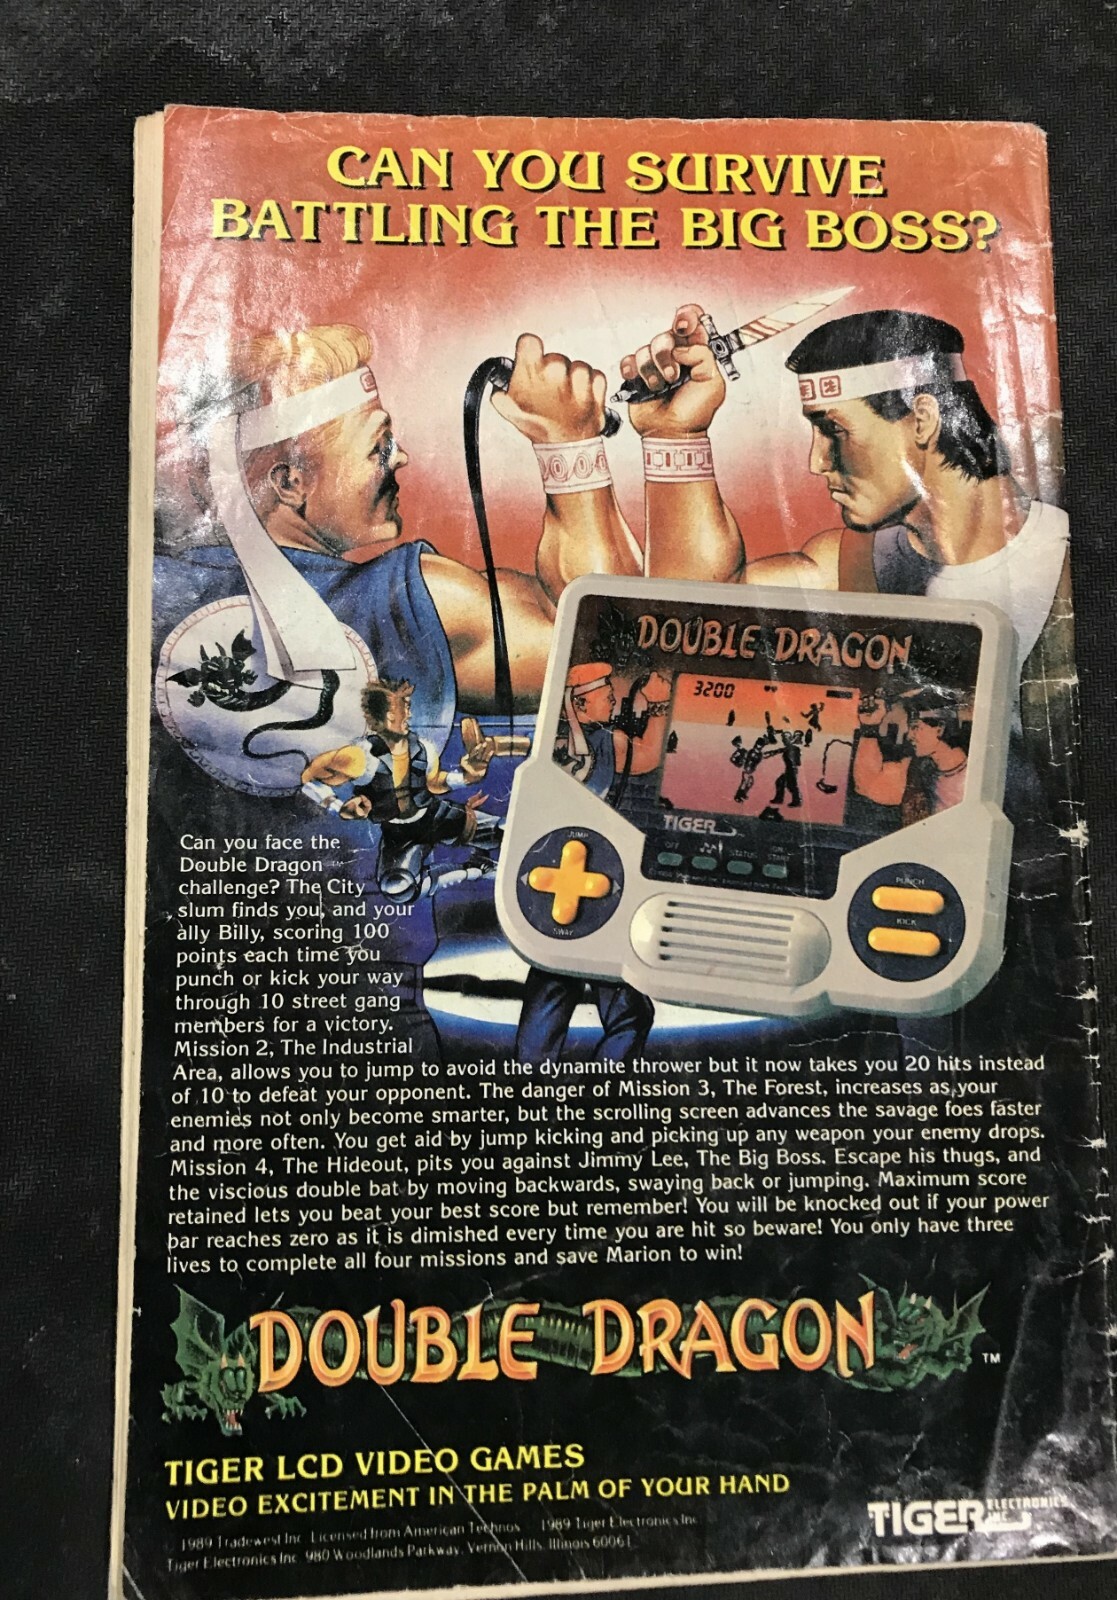 CAN YOU SURVIVE
BATTLING THE BIG BOSS?
DOUBLE DRAGON
3200
TIGER
OFF
STATUS
ON
START
JUMP
SWAY
PUNCH
KICK
Can you face the
Double Dragon™
challenge? The City
slum finds you, and your
ally Billy, scoring 100
points each time you
punch or kick your way
through 10 street gang
members for a victory.
Mission 2, The Industrial
Area, allows you to jump to avoid the dynamite thrower but it now takes you 20 hits instead
of 10 to defeat your opponent. The danger of Mission 3, The Forest, increases as your
enemies not only become smarter, but the scrolling screen advances the savage foes faster
and more often. You get aid by jump kicking and picking up any weapon your enemy drops.
Mission 4, The Hideout, pits you against Jimmy Lee, The Big Boss. Escape his thugs, and
the viscious double bat by moving backwards, swaying back or jumping. Maximum score
retained lets you beat your best score but remember! You will be knocked out if your power
bar reaches zero as it is dimished every time you are hit so beware! You only have three
lives to complete all four missions and save Marion to win!
DOUBLE DRAGON™
TIGER LCD VIDEO GAMES
VIDEO EXCITEMENT IN THE PALM OF YOUR HAND
TIGER ELECTRONICS INC.
1989 Tradewest Inc. Licensed from American Technos 1989 Tiger Electronics Inc.
Tiger Electronics Inc. 980 Woodlands Parkway, Vernon Hills, Illinois 60061